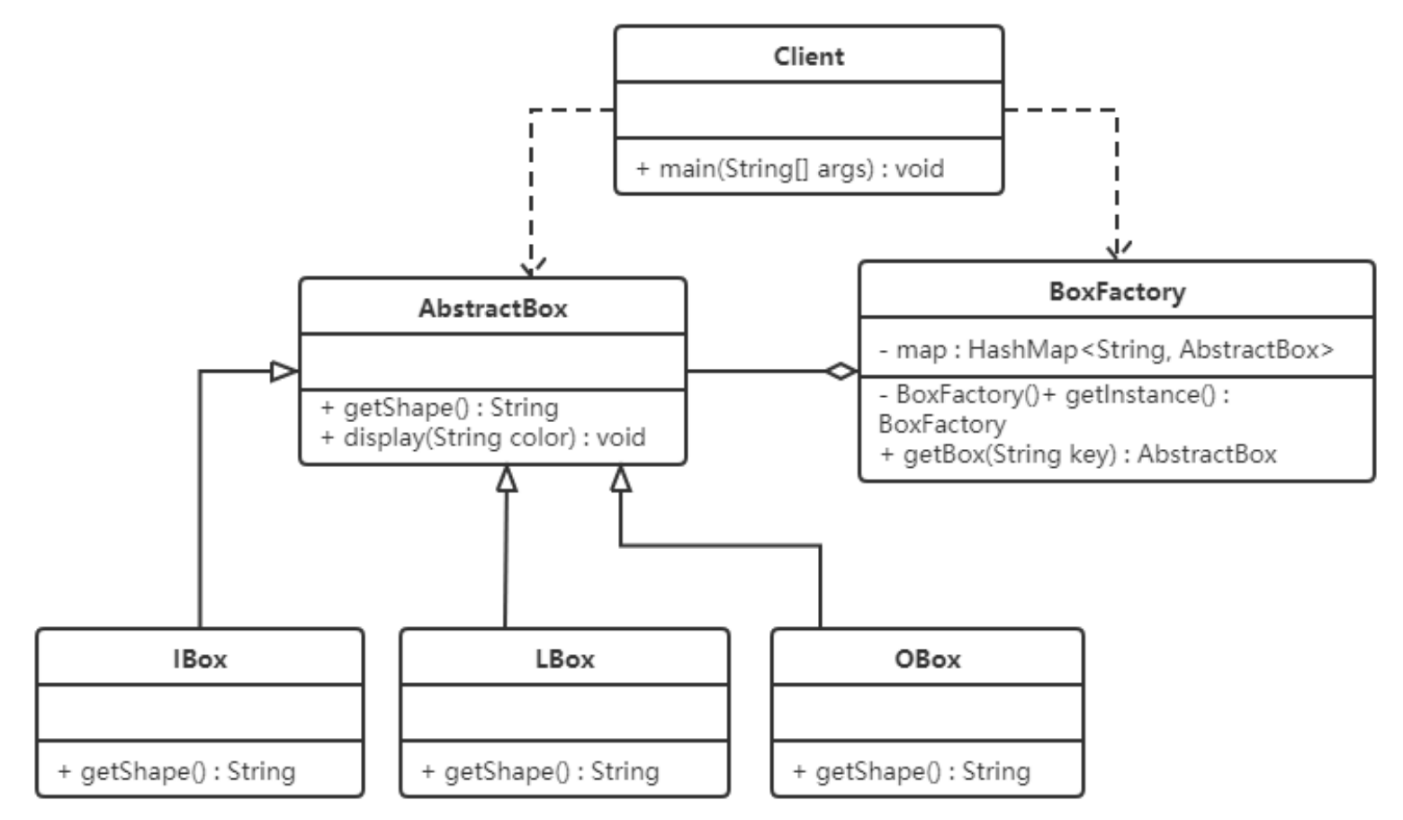 Client
+ main(String[] args) : void
AbstractBox
+ getShape() : String
+ display(String color) : void
BoxFactory
- map : HashMap<String, AbstractBox>
- BoxFactory()+ getInstance() :
BoxFactory
+ getBox(String key) : AbstractBox
IBox
+ getShape() : String
LBox
+ getShape() : String
OBox
+ getShape() : String